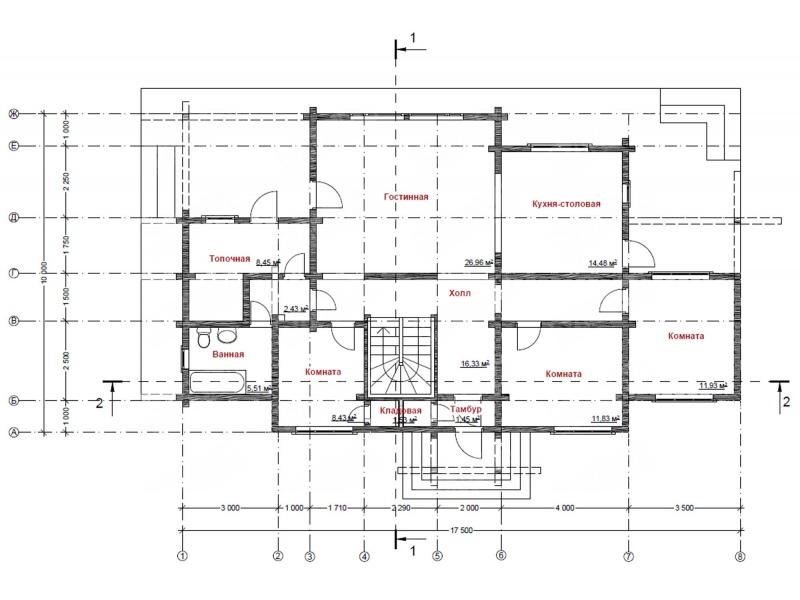 1
Ж
Е
Д
Г
В
Б
А
1 000
2 250
1 750
1 500
2 500
1 000
10 000
Гостинная
26,96 м²
Кухня-столовая
14,48 м²
Топочная
8,45 м²
2,43 м²
Холл
16,33 м²
Ванная
5,51 м²
Комната
8,43 м²
Кладовая
Тамбур
1,45 м²
Комната
11,83 м²
Комната
11,93 м²
2
2
3 000
1 000
1 710
2 290
2 000
4 000
3 500
17 500
1
1
2
3
4
5
6
7
8